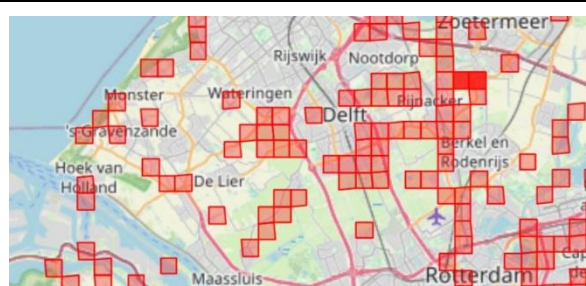 Zoetermeer
Rijswijk
Nootdorp
Monster
Wateringen
Pijnacker
Delft
's-Gravenzande
Berkel en
Rodenrijs
Hoek van
Holland
De Lier
Maassluis
Rotterdam